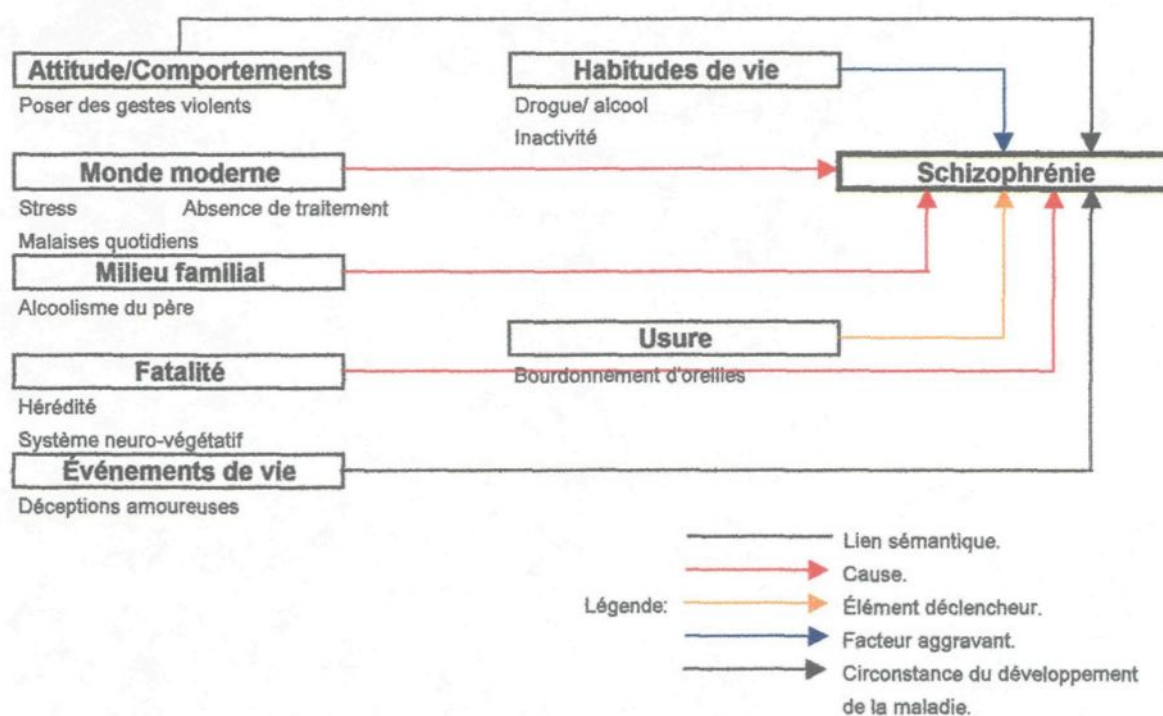 Attitude/Comportements
Poser des gestes violents
Habitudes de vie
Drogue/ alcool
Inactivité
Monde moderne
Stress Absence de traitement
Malaises quotidiens
Schizophrénie
Milieu familial
Alcoolisme du père
Usure
Bourdonnement d'oreilles
Fatalité
Hérédité
Système neuro-végétatif
Événements de vie
Déceptions amoureuses
Légende:
Lien sémantique.
Cause.
Élément déclencheur.
Facteur aggravant.
Circonstance du développement
de la maladie.